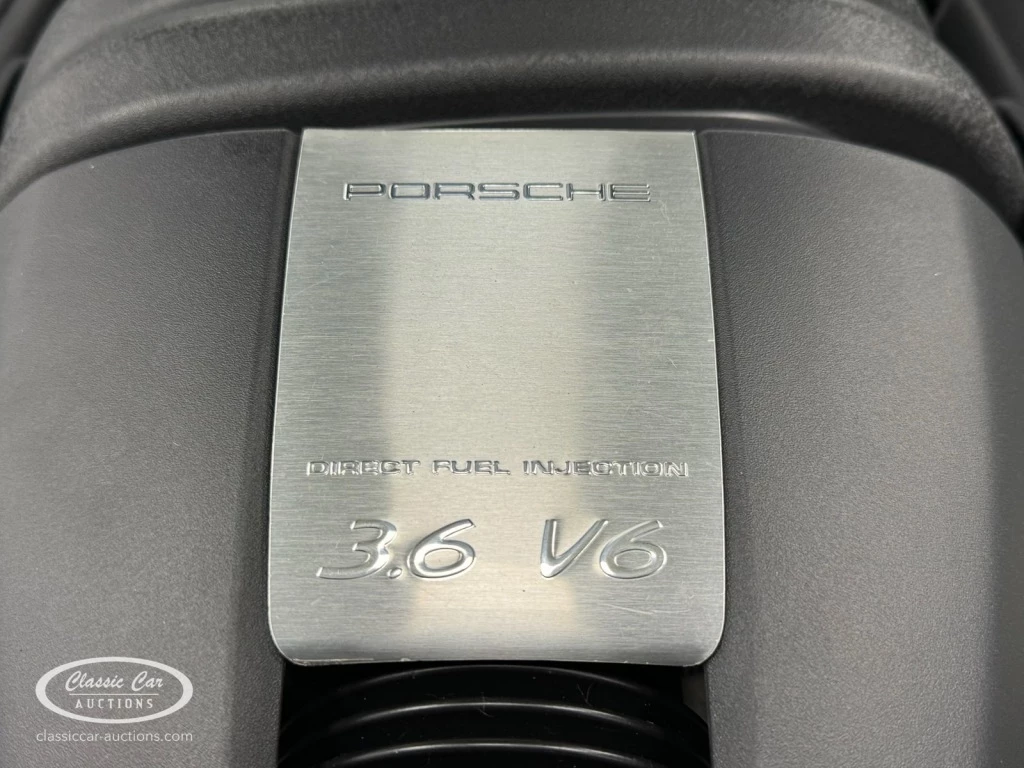 PORSCHE
DIRECT FUEL INJECTION
3.6 V6
Classic Car
AUCTIONS
classiccar-auctions.com